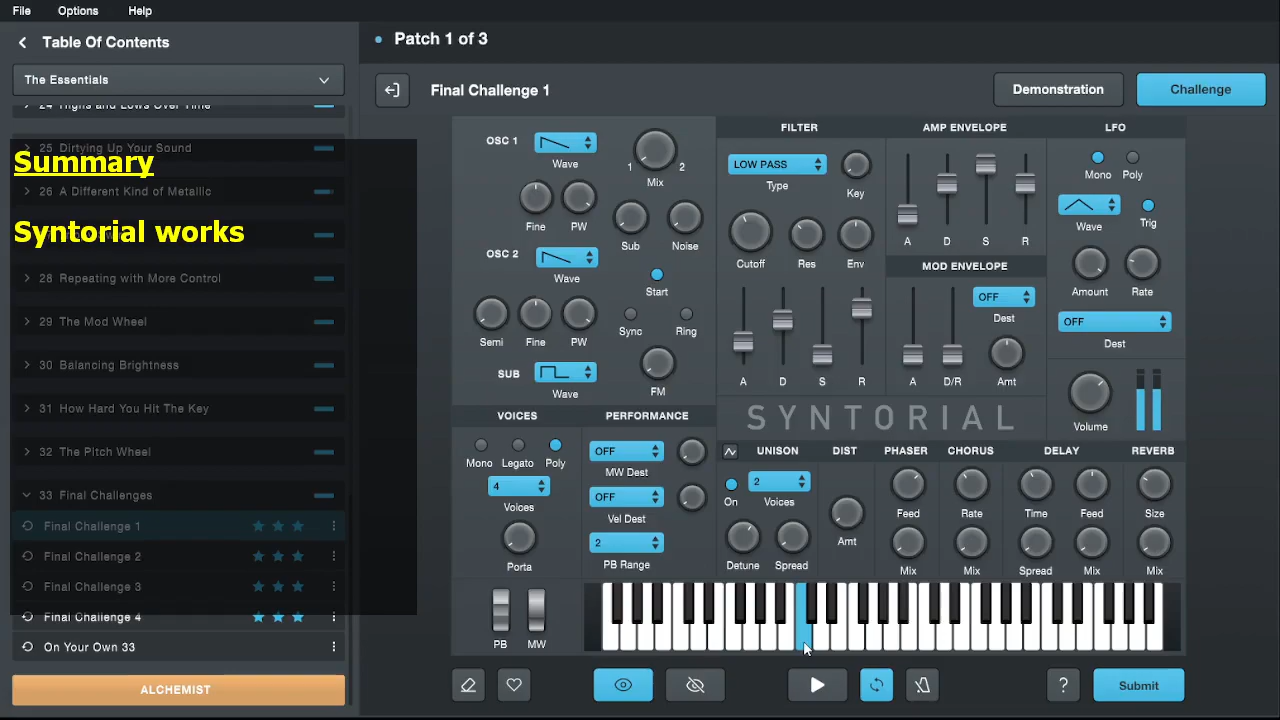 File Options Help
Table Of Contents
Patch 1 of 3
The Essentials
Final Challenge 1
Demonstration
Challenge
24 Highs and Lows Over Time
25 Dirtying Up Your Sound
Summary
26 A Different Kind of Metallic
Syntorial works
28 Repeating with More Control
29 The Mod Wheel
30 Balancing Brightness
31 How Hard You Hit The Key
32 The Pitch Wheel
33 Final Challenges
Final Challenge 1
Final Challenge 2
Final Challenge 3
Final Challenge 4
On Your Own 33
ALCHEMIST
OSC 1
Wave
1 2
Mix
Fine PW
Sub Noise
OSC 2
Wave
Start
Semi Fine PW
Sync Ring
SUB
Wave
FM
FILTER
LOW PASS
Type
Key
Cutoff Res Env
A D S R
AMP ENVELOPE
A D S R
MOD ENVELOPE
OFF
Dest
A D/R Amt
LFO
Mono Poly
Wave
Trig
Amount Rate
OFF
Dest
Volume
SYNTORIAL
VOICES
Mono Legato Poly
4
Voices
Porta
PERFORMANCE
OFF
MW Dest
OFF
Vel Dest
2
PB Range
UNISON
On
2
Voices
Detune Spread
DIST
Amt
PHASER
Feed
Mix
CHORUS
Rate
Mix
DELAY
Time Feed
Spread Mix
REVERB
Size
Mix
PB MW
?
Submit